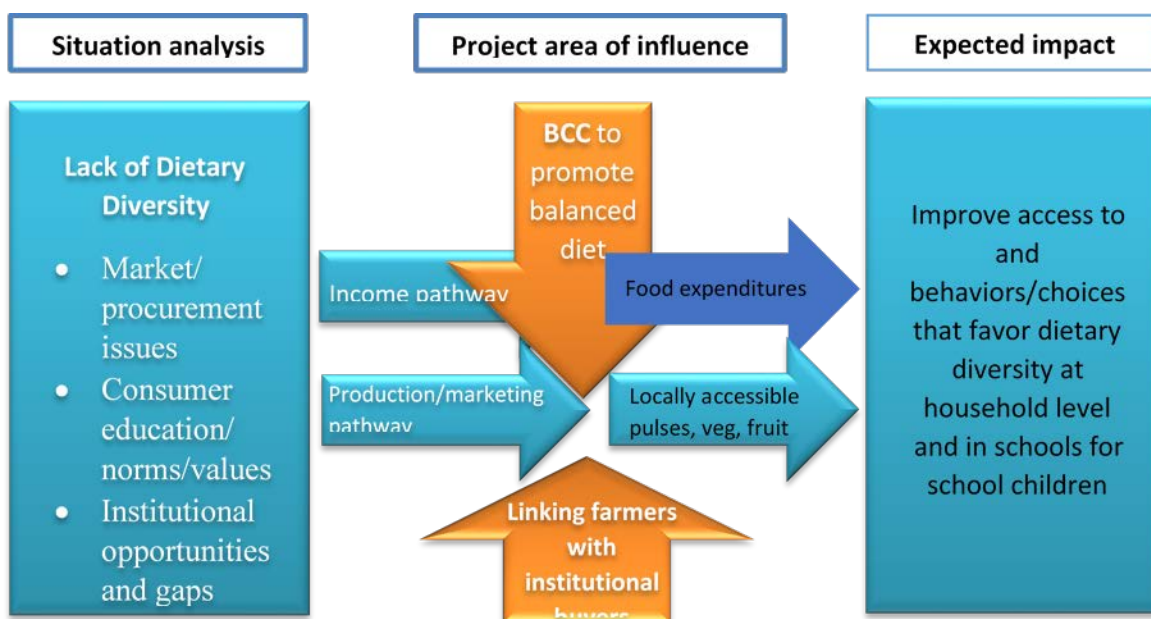 Situation analysis
Project area of influence
Expected impact
Lack of Dietary
Diversity
• Market/
procurement
issues
• Consumer
education/
norms/values
• Institutional
opportunities
and gaps
BCC to
promote
balanced
diet
Income pathway
Food expenditures
Production/marketing
pathway
Locally accessible
pulses, veg, fruit
Linking farmers
with
institutional
buyers
Improve access to
and
behaviors/choices
that favor dietary
diversity at
household level
and in schools for
school children